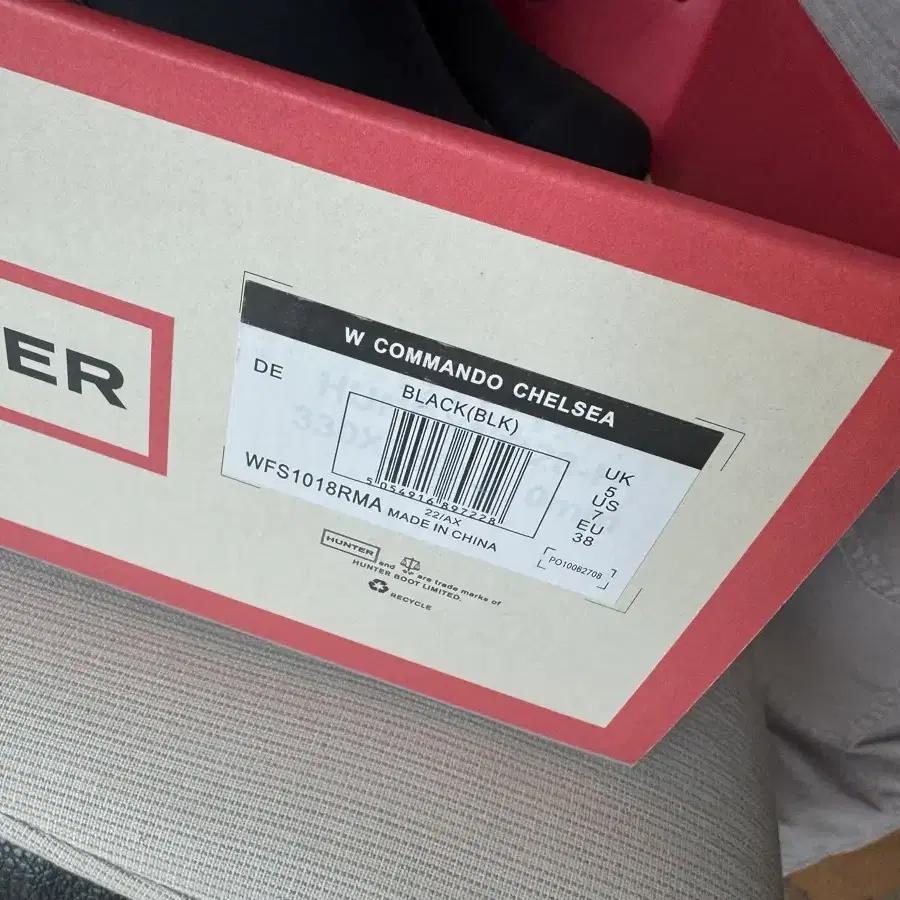 ER
W COMMANDO CHELSEA
DE
BLACK(BLK)
5 054916 897228
WFS1018RMA
22/AX
MADE IN CHINA
UK
5
US
7
EU
38
PO10082708
HUNTER and are trade marks of
HUNTER BOOT LIMITED.
RECYCLE